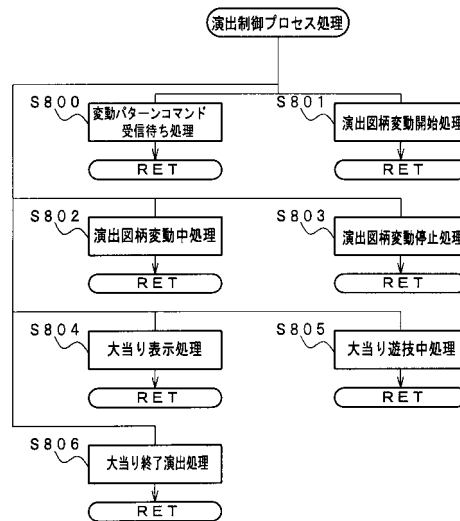 演出制御プロセス処理
S800
変動パターンコマンド
受信待ち処理
RET
S801
演出図柄変動開始処理
RET
S802
演出図柄変動中処理
RET
S803
演出図柄変動停止処理
RET
S804
大当り表示処理
RET
S805
大当り遊技中処理
RET
S806
大当り終了演出処理
RET